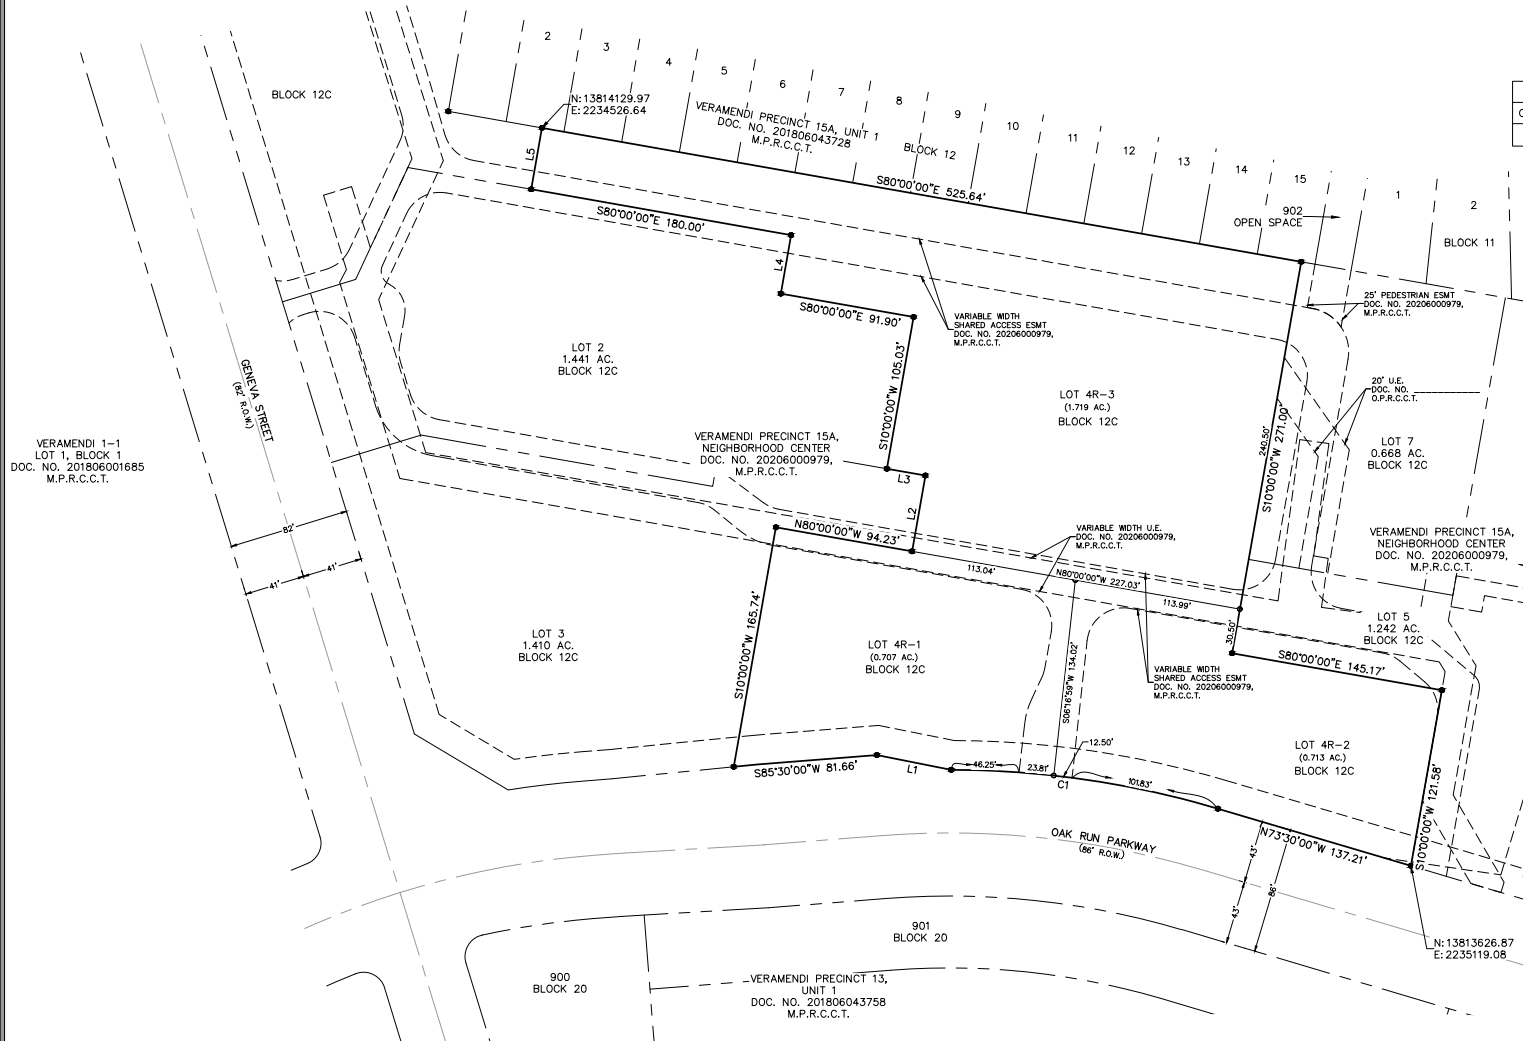 BLOCK 12C
2
3
4
5
6
7
8
9
10
11
12
13
14
15
1
2
N:13814129.97
E:2234526.64
VERAMENDI PRECINCT 15A, UNIT 1
DOC. NO. 201806043728
M.P.R.C.C.T.
BLOCK 12
L5
S80°00'00"E 525.64'
S80°00'00"E 180.00'
902
OPEN SPACE
BLOCK 11
L4
S80°00'00"E 91.90'
VARIABLE WIDTH
SHARED ACCESS ESMT
DOC. NO. 20206000979,
M.P.R.C.C.T.
25' PEDESTRIAN ESMT
DOC. NO. 20206000979,
M.P.R.C.C.T.
LOT 2
1.441 AC.
BLOCK 12C
S10°00'00"W 105.03'
LOT 4R-3
(1.719 AC.)
BLOCK 12C
20' U.E.
DOC. NO. ____________
O.P.R.C.C.T.
GENEVA STREET
(82' R.O.W.)
240.50'
S10°00'00"W 271.00'
LOT 7
0.668 AC.
BLOCK 12C
VERAMENDI 1-1
LOT 1, BLOCK 1
DOC. NO. 201806001685
M.P.R.C.C.T.
VERAMENDI PRECINCT 15A,
NEIGHBORHOOD CENTER
DOC. NO. 20206000979,
M.P.R.C.C.T.
L3
L2
N80°00'00"W 94.23'
VARIABLE WIDTH U.E.
DOC. NO. 20206000979,
M.P.R.C.C.T.
VERAMENDI PRECINCT 15A,
NEIGHBORHOOD CENTER
DOC. NO. 20206000979,
M.P.R.C.C.T.
82'
41'
41'
113.04'
N80°00'00"W 227.03'
113.99'
30.50'
LOT 3
1.410 AC.
BLOCK 12C
S10°00'00"W 165.74'
LOT 4R-1
(0.707 AC.)
BLOCK 12C
S06°16'59"W 134.02'
LOT 5
1.242 AC.
BLOCK 12C
S80°00'00"E 145.17'
VARIABLE WIDTH
SHARED ACCESS ESMT
DOC. NO. 20206000979,
M.P.R.C.C.T.
S85°30'00"W 81.66'
L1
46.25'
23.81'
12.50'
C1
101.83'
LOT 4R-2
(0.713 AC.)
BLOCK 12C
S10°00'00"W 121.58'
OAK RUN PARKWAY
(86' R.O.W.)
N73°30'00"W 137.21'
43'
43'
86'
901
BLOCK 20
N:13813626.87
E:2235119.08
900
BLOCK 20
VERAMENDI PRECINCT 13,
UNIT 1
DOC. NO. 201806043758
M.P.R.C.C.T.